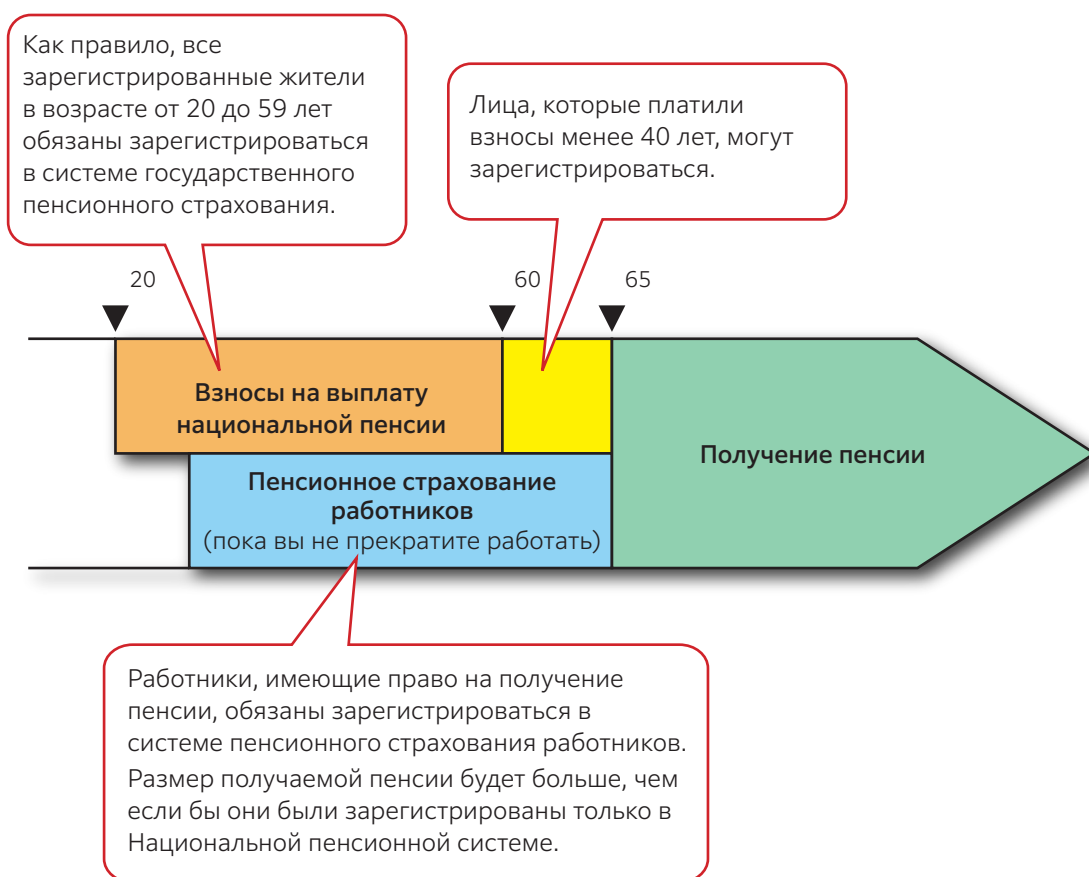 Как правило, все
зарегистрированные жители
в возрасте от 20 до 59 лет
обязаны зарегистрироваться
в системе государственного
пенсионного страхования.
Лица, которые платили
взносы менее 40 лет, могут
зарегистрироваться.
20
60
65
Взносы на выплату
национальной пенсии
Получение пенсии
Пенсионное страхование
работников
(пока вы не прекратите работать)
Работники, имеющие право на получение
пенсии, обязаны зарегистрироваться в
системе пенсионного страхования работников.
Размер получаемой пенсии будет больше, чем
если бы они были зарегистрированы только в
Национальной пенсионной системе.